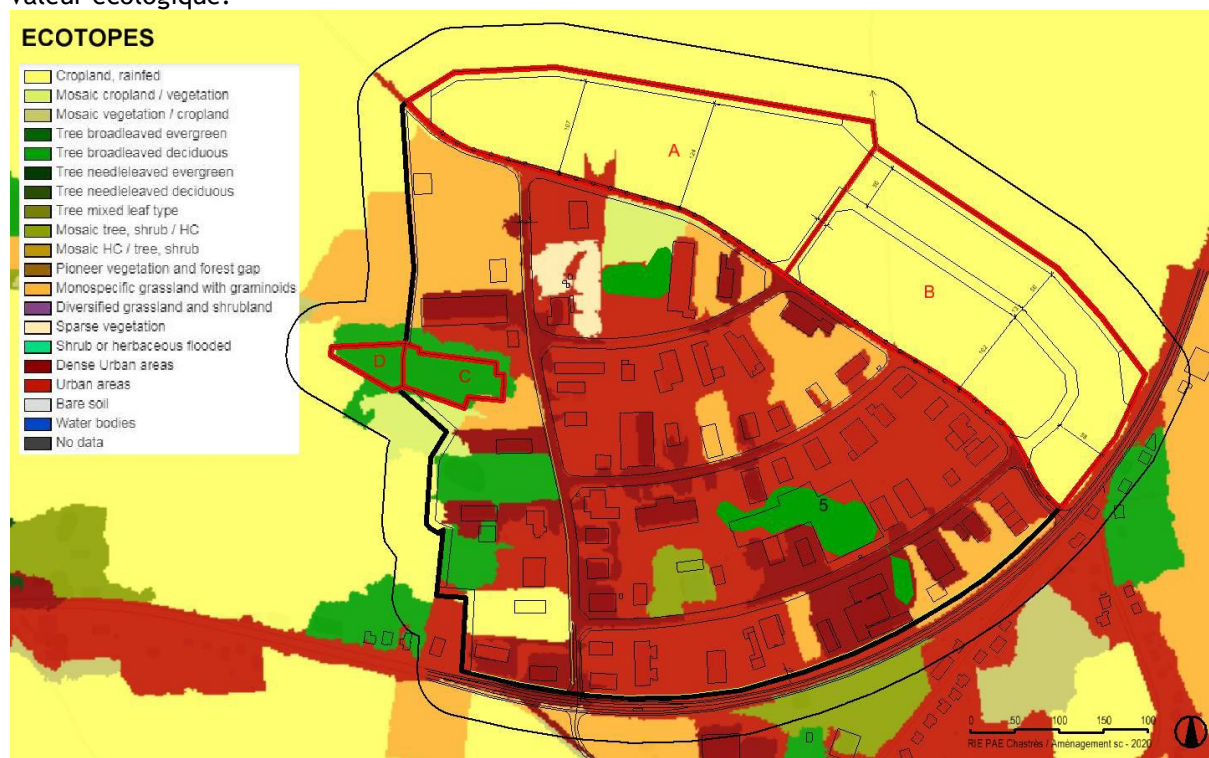 valeur écologique.
ECOTOPES
Cropland, rainfed
Mosaic cropland / vegetation
Mosaic vegetation / cropland
Tree broadleaved evergreen
Tree broadleaved deciduous
Tree needleleaved evergreen
Tree needleleaved deciduous
Tree mixed leaf type
Mosaic tree, shrub / HC
Mosaic HC / tree, shrub
Pioneer vegetation and forest gap
Monospecific grassland with graminoids
Diversified grassland and shrubland
Sparse vegetation
Shrub or herbaceous flooded
Dense Urban areas
Urban areas
Bare soil
Water bodies
No data
A
B
D
C
5
107
0 50 100 150 100
RIE PAE Chastrès / Aménagement sc - 2020